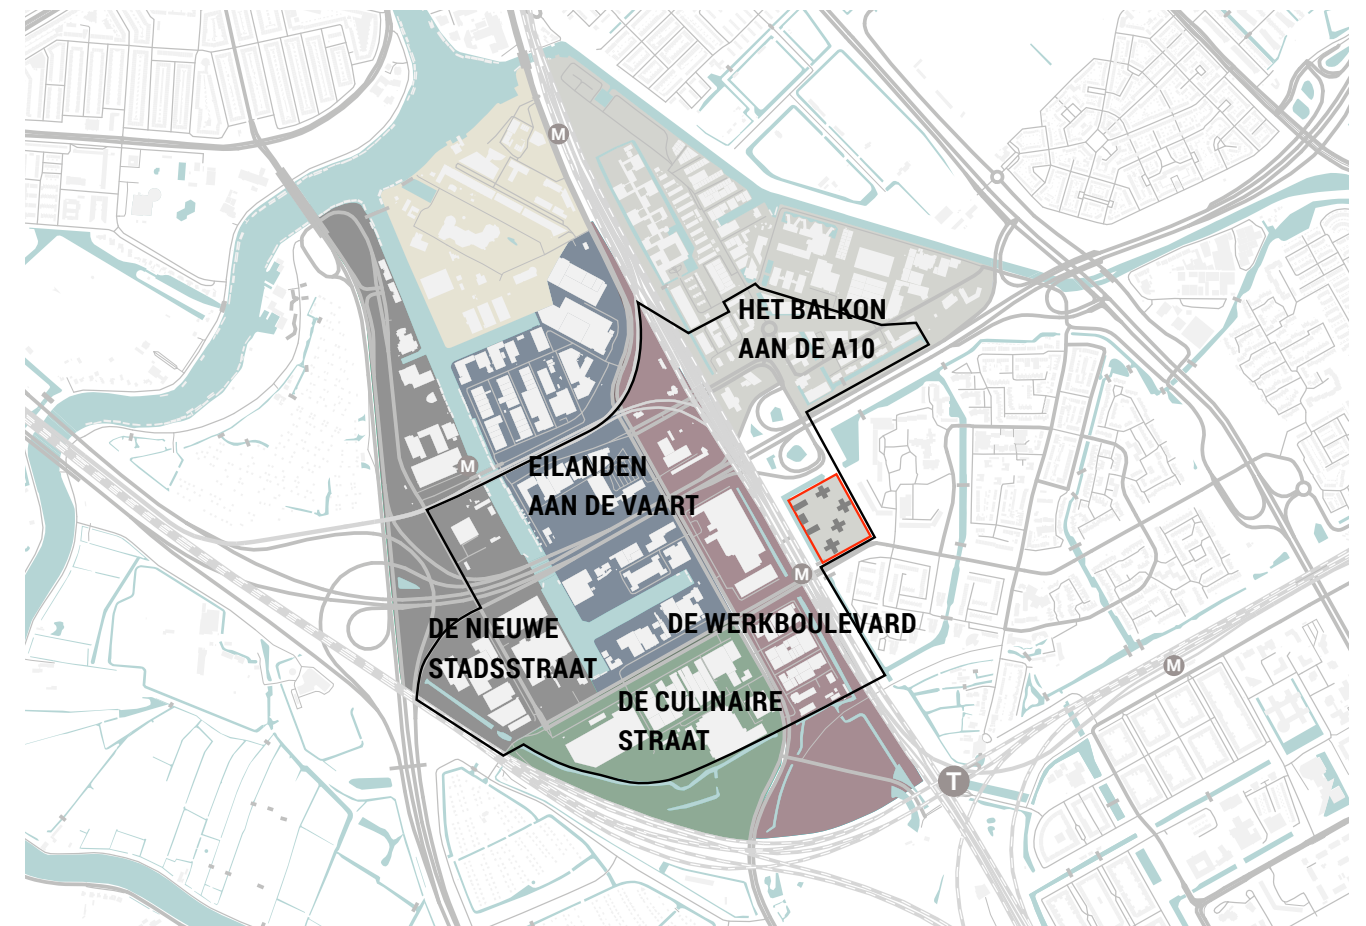 M
HET BALKON
AAN DE A10
M
EILANDEN
AAN DE VAART
M
DE WERKBOULEVARD
DE NIEUWE
STADSSTRAAT
M
DE CULINAIRE
STRAAT
T